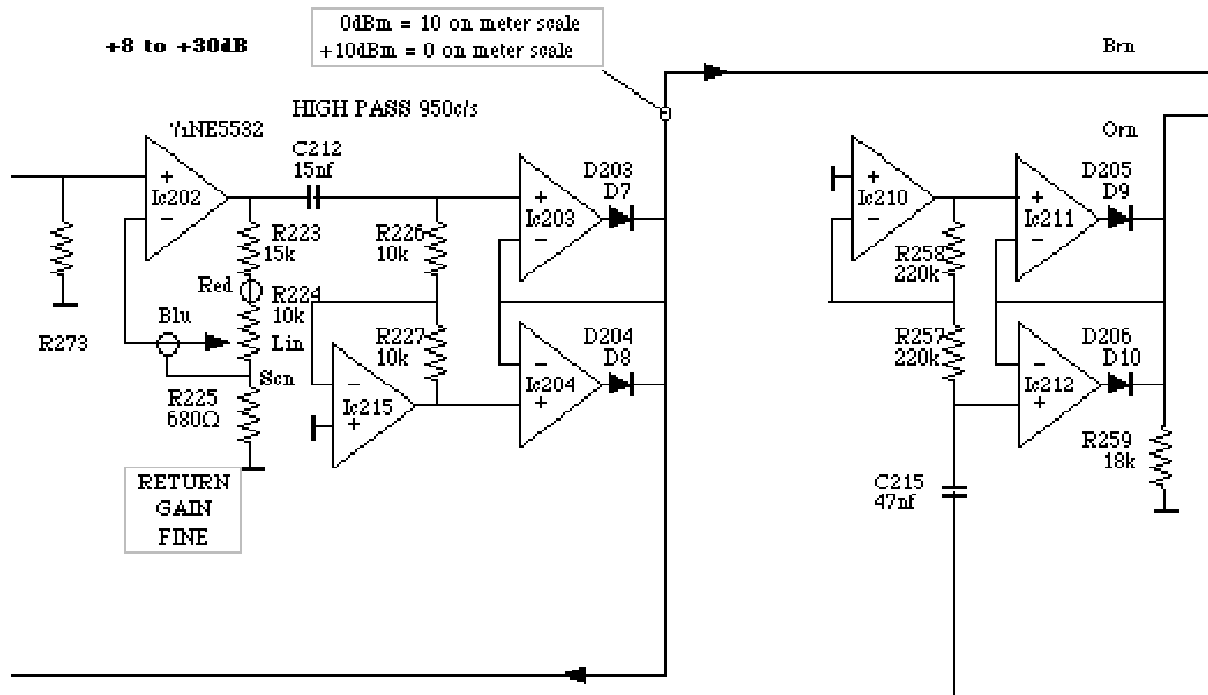 0dBm = 10 on meter scale
+10dBm = 0 on meter scale
+8 to +30dB
Brn
HIGH PASS 950c/s
½NE5532
Orn
C212
15nf
D203
D7
D205
D9
Ic202
Ic203
Ic210
Ic211
R223
15k
R226
10k
R258
220k
Red
R224
10k
Blu
Lin
R273
R227
10k
D204
D8
R257
220k
D206
D10
Scn
R225
680Ω
Ic215
Ic204
Ic212
R259
18k
RETURN
GAIN
FINE
C215
47nf